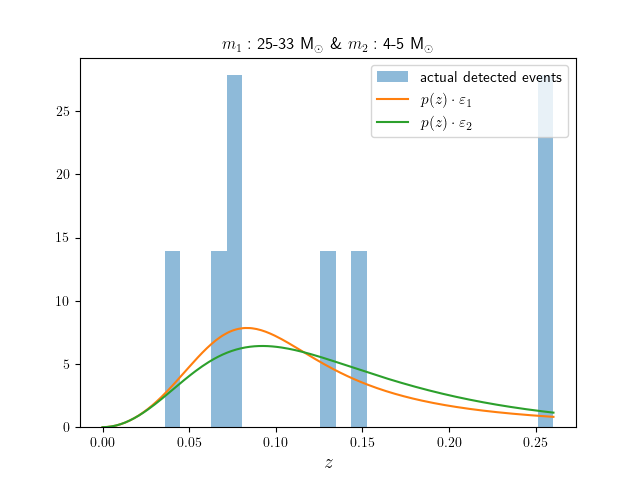 m₁ : 25-33 M⊙ & m₂ : 4-5 M⊙
actual detected events
p(z) · ε₁
p(z) · ε₂
25
20
15
10
5
0
0.00 0.05 0.10 0.15 0.20 0.25
z